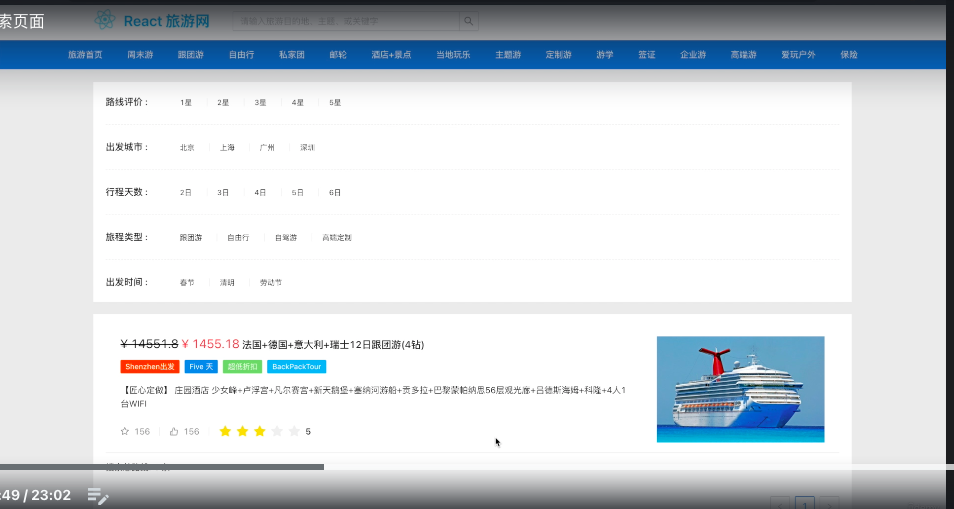 索页面
React 旅游网
请输入旅游目的地、主题、或关键字
旅游首页 周末游 跟团游 自由行 私家团 邮轮 酒店+景点 当地玩乐 主题游 定制游 游学 签证 企业游 高端游 爱玩户外 保险
路线评价： 1星 2星 3星 4星 5星
出发城市： 北京 上海 广州 深圳
行程天数： 2日 3日 4日 5日 6日
旅程类型： 跟团游 自由行 自驾游 高端定制
出发时间： 春节 清明 劳动节
¥ 14551.8 ¥ 1455.18 法国+德国+意大利+瑞士12日跟团游(4钻)
Shenzhen出发 Five 天 超低折扣 BackPackTour
【匠心定做】 庄园酒店 少女峰+卢浮宫+凡尔赛宫+新天鹅堡+塞纳河游船+贡多拉+巴黎蒙帕纳思56层观光廊+吕德斯海姆+科隆+4人1
台WIFI
156 156 5
:49 / 23:02
< 1 >